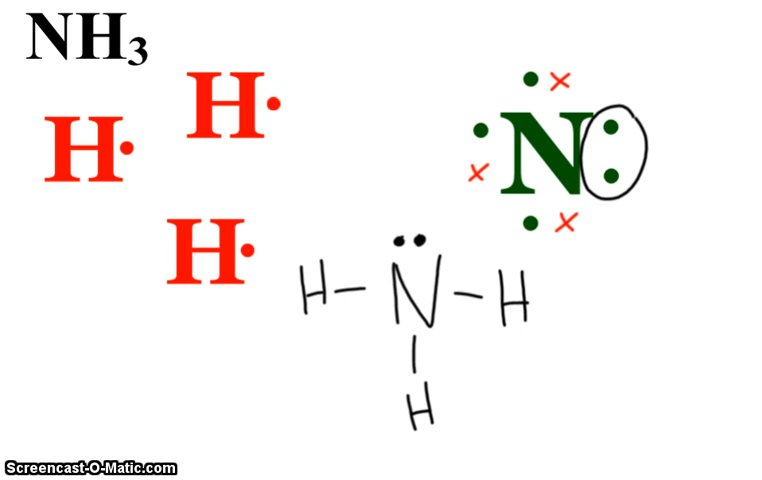 NH₃
H·
H·
H·
N
H – N – H
H
Screencast-O-Matic.com